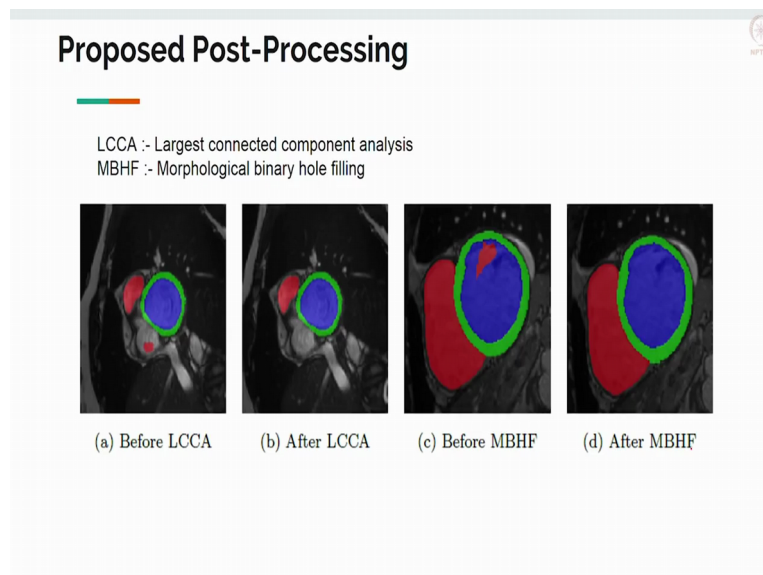 Proposed Post-Processing
LCCA :- Largest connected component analysis
MBHF :- Morphological binary hole filling
(a) Before LCCA
(b) After LCCA
(c) Before MBHF
(d) After MBHF